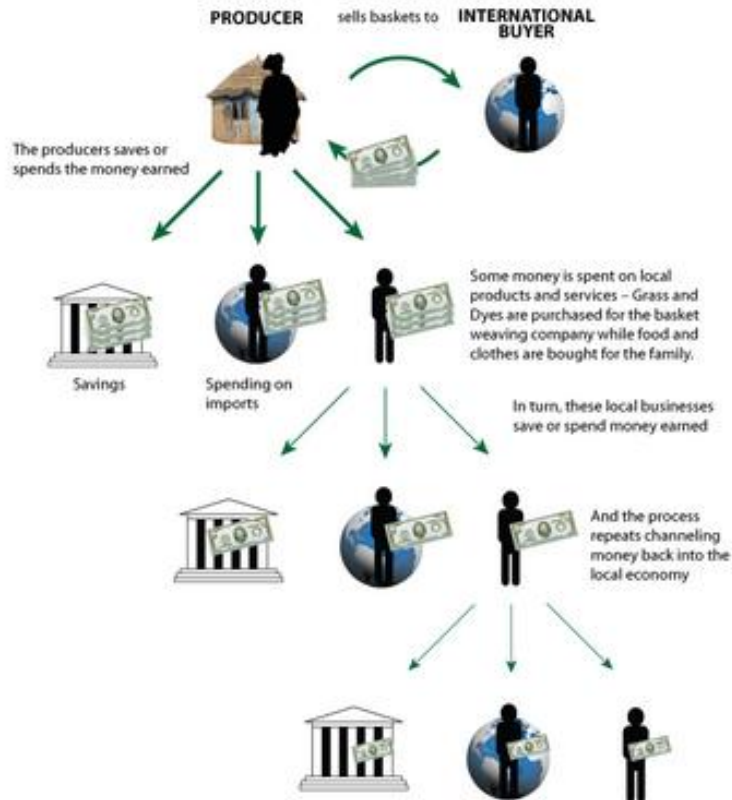 PRODUCER
sells baskets to
INTERNATIONAL
BUYER
The producers saves or
spends the money earned
Some money is spent on local
products and services – Grass and
Dyes are purchased for the basket
weaving company while food and
clothes are bought for the family.
Savings
Spending on
imports
In turn, these local businesses
save or spend money earned
And the process
repeats channeling
money back into the
local economy